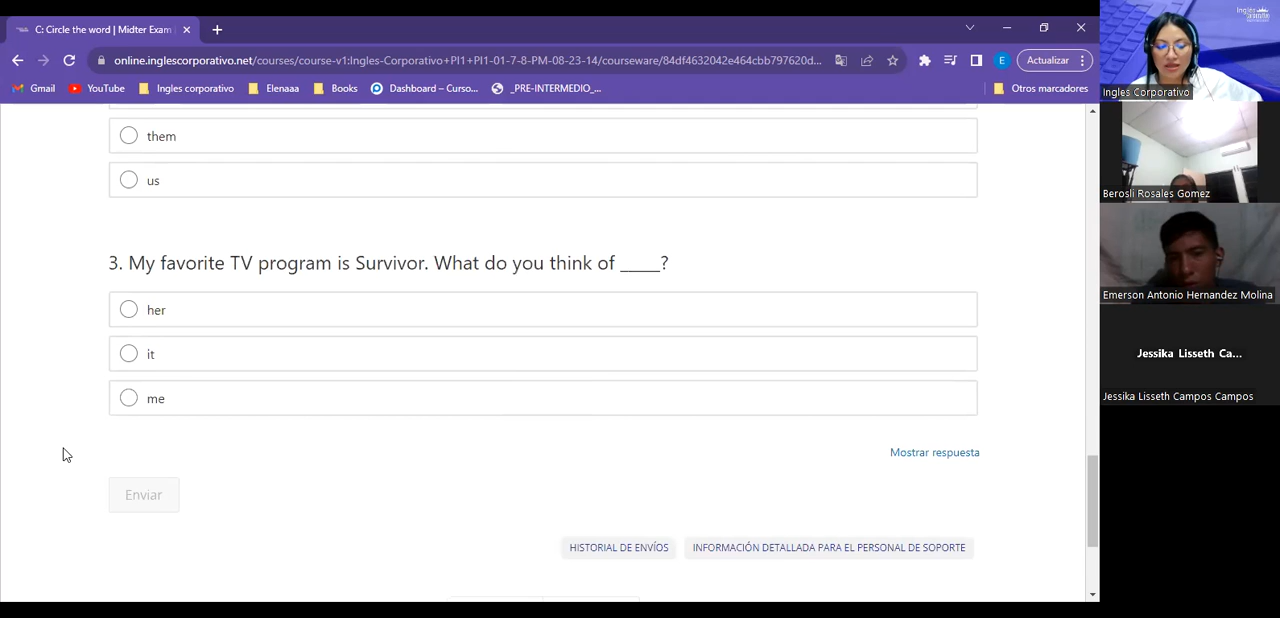 C: Circle the word | Midter Exam
online.inglescorporativo.net/courses/course-v1:Ingles-Corporativo+PI1+PI1-01-7-8-PM-08-23-14/courseware/84df4632042e464cbb797620d...
E
Actualizar
Gmail
YouTube
Ingles corporativo
Elenaaa
Books
Dashboard – Curso...
_PRE-INTERMEDIO_...
Otros marcadores
them
us
3. My favorite TV program is Survivor. What do you think of _____?
her
it
me
Mostrar respuesta
Enviar
HISTORIAL DE ENVÍOS
INFORMACIÓN DETALLADA PARA EL PERSONAL DE SOPORTE
Ingles
Ingles Corporativo
Berosli Rosales Gomez
Emerson Antonio Hernandez Molina
Jessika Lisseth Ca...
Jessika Lisseth Campos Campos